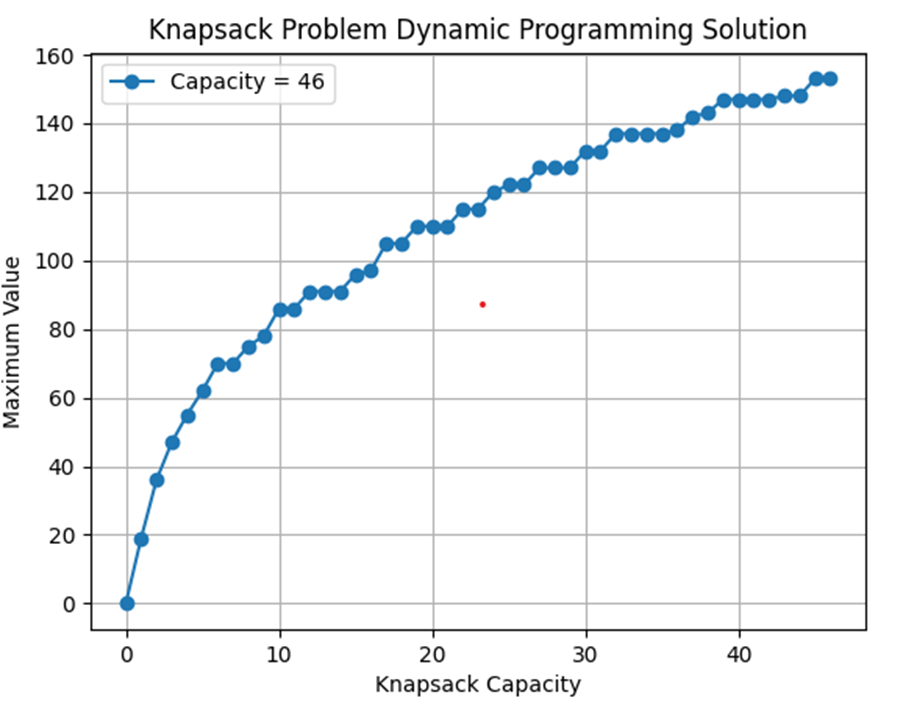 Knapsack Problem Dynamic Programming Solution
Capacity = 46
Maximum Value
160
140
120
100
80
60
40
20
0
0 10 20 30 40
Knapsack Capacity